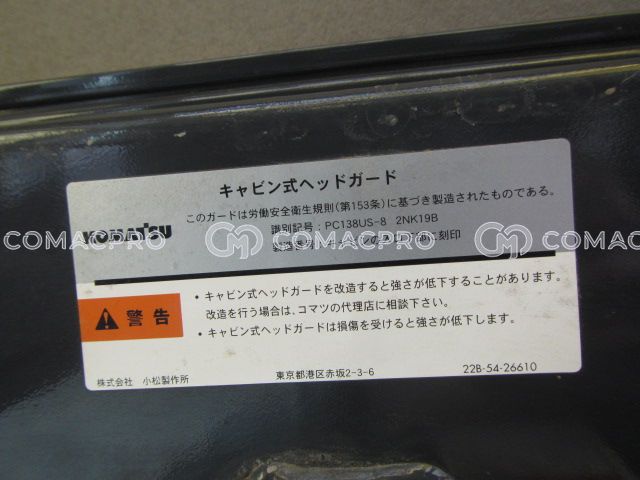 キャビン式ヘッドガード
このガードは労働安全衛生規則(第153条)に基づき製造されたものである。
KOMATSU
識別記号：PC138US-8 2NK19B
刻印
COMACPRO COMACPRO COMACPRO
警告
・キャビン式ヘッドガードを改造すると強さが低下することがあります。
改造を行う場合は、コマツの代理店に相談下さい。
・キャビン式ヘッドガードは損傷を受けると強さが低下します。
株式会社 小松製作所 東京都港区赤坂2-3-6 22B-54-26610